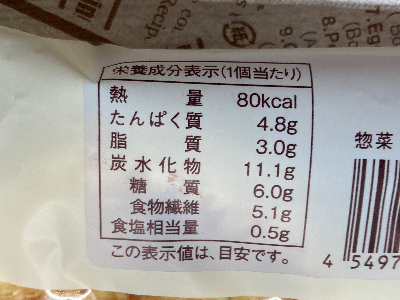 栄養成分表示(1個当たり)
熱量 80kcal
たんぱく質 4.8g
脂質 3.0g
炭水化物 11.1g
糖質 6.0g
食物繊維 5.1g
食塩相当量 0.5g
この表示値は、目安です。
惣菜
4 5497